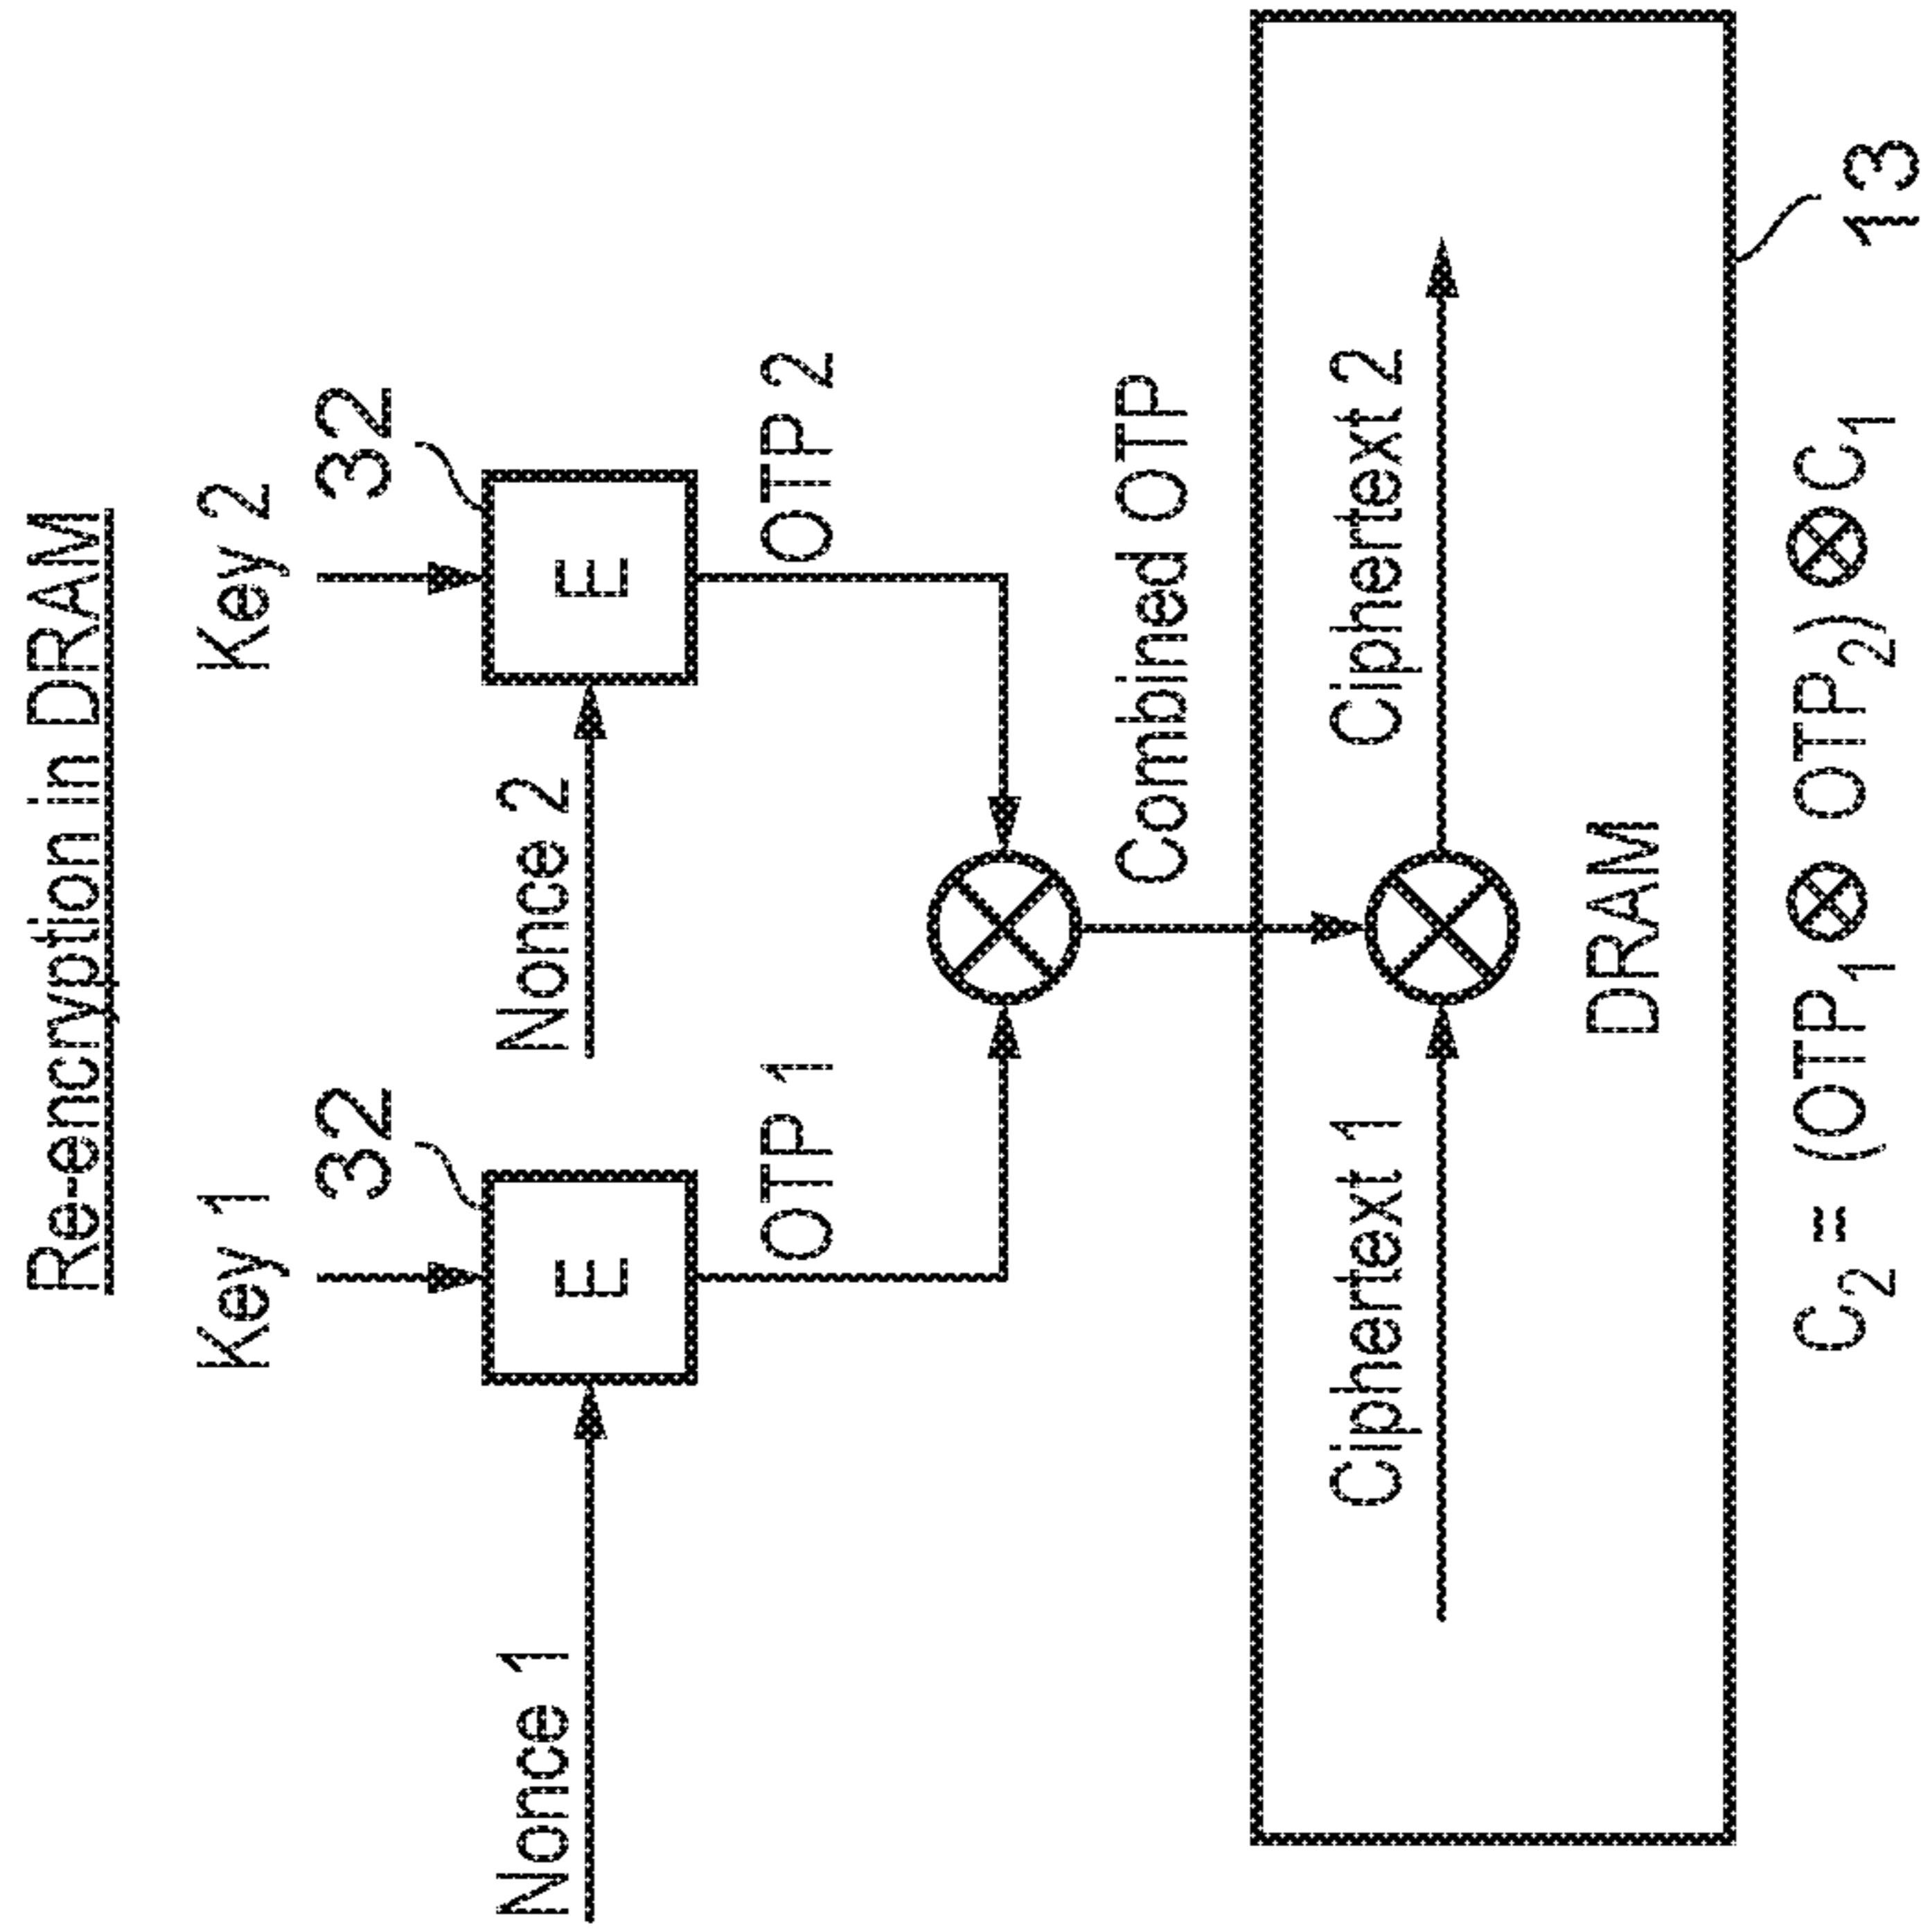 Re-encryption in DRAM
Key 1
Key 2
32
32
Nonce 1
E
Nonce 2
E
OTP 1
OTP 2
Combined OTP
Ciphertext 1
Ciphertext 2
DRAM
C₂ = (OTP₁ ⊗ OTP₂) ⊗ C₁
13